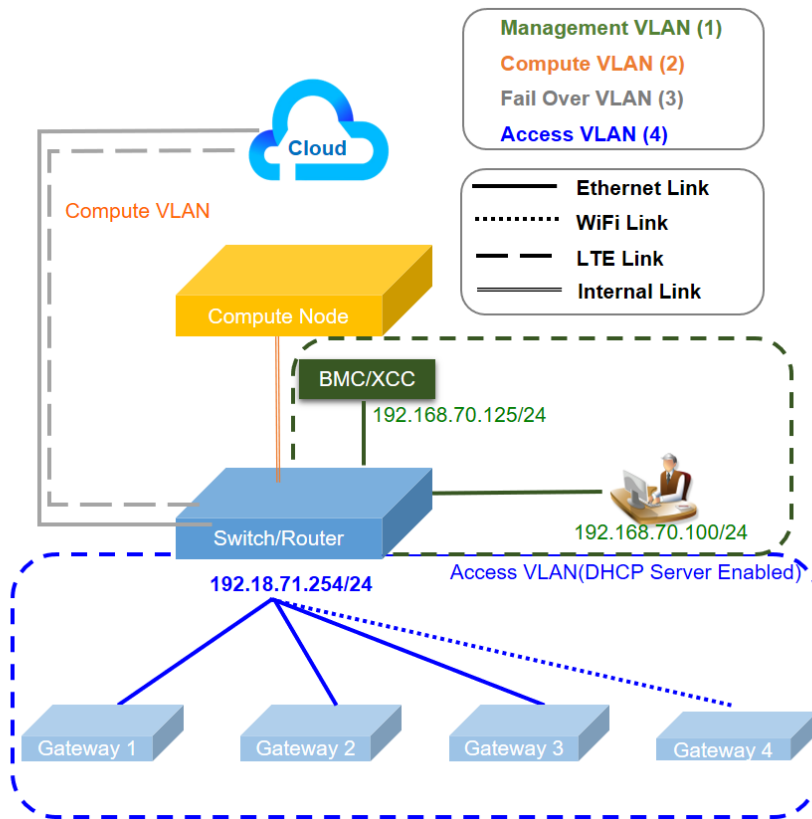 Management VLAN (1)
Compute VLAN (2)
Fail Over VLAN (3)
Access VLAN (4)
Cloud
Ethernet Link
WiFi Link
LTE Link
Internal Link
Compute VLAN
Compute Node
BMC/XCC
192.168.70.125/24
192.168.70.100/24
Switch/Router
Access VLAN(DHCP Server Enabled)
192.18.71.254/24
Gateway 1
Gateway 2
Gateway 3
Gateway 4